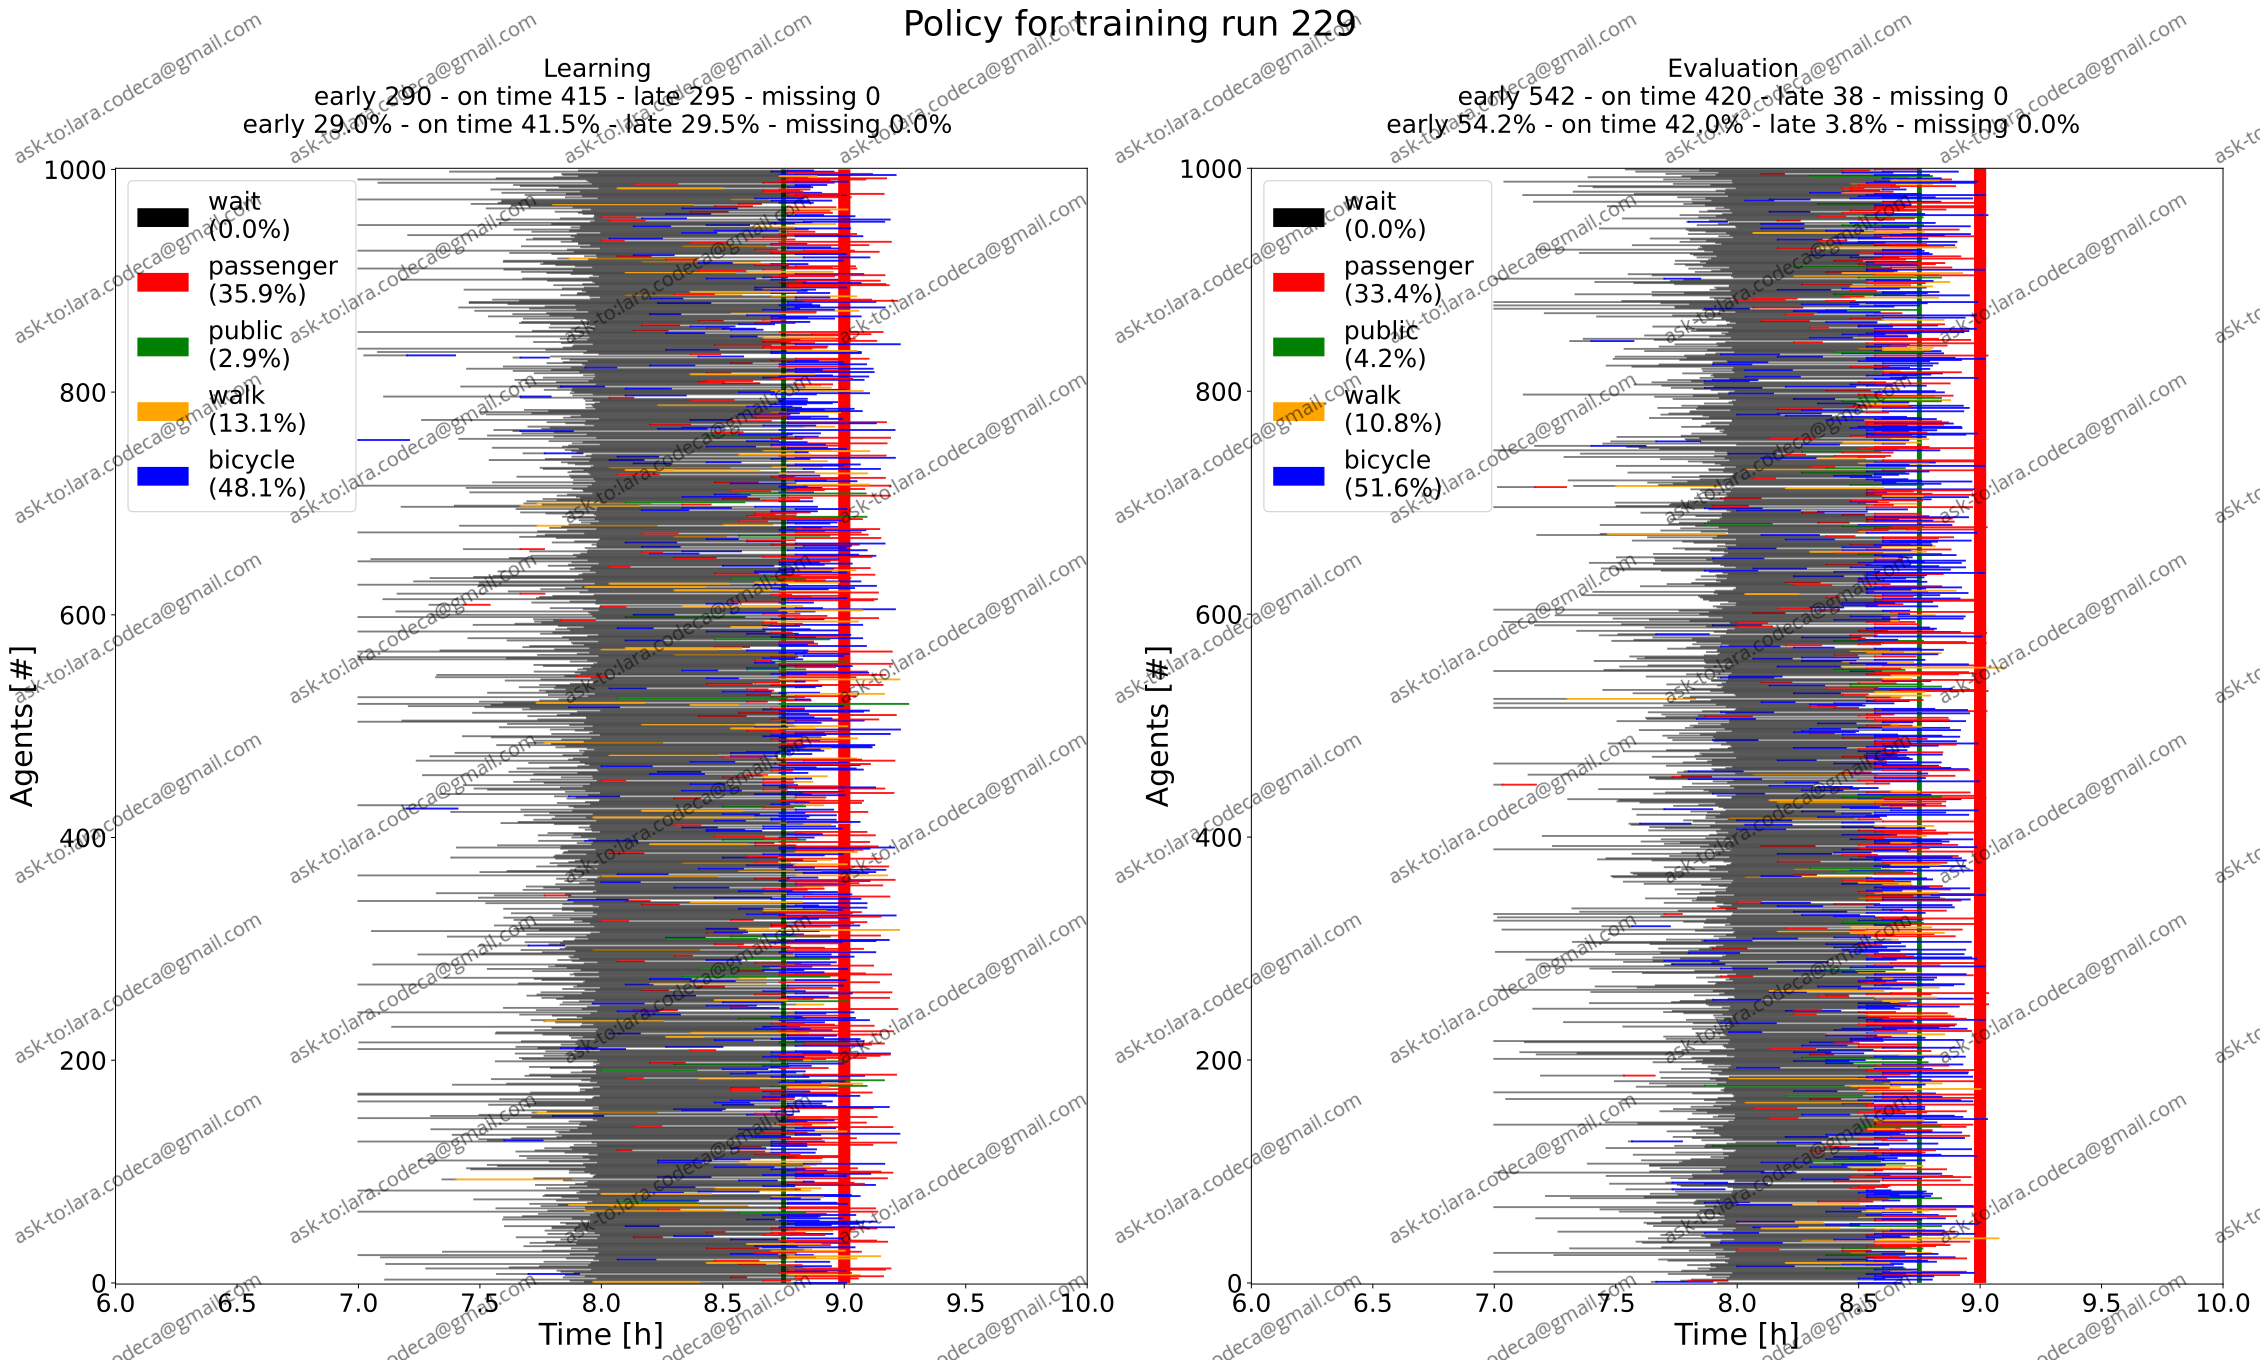 Policy for training run 229
Learning
early 290 - on time 415 - late 295 - missing 0
early 29.0% - on time 41.5% - late 29.5% - missing 0.0%
1000
800
600
400
200
0
Agents [#]
wait
(0.0%)
passenger
(35.9%)
public
(2.9%)
walk
(13.1%)
bicycle
(48.1%)
6.0 6.5 7.0 7.5 8.0 8.5 9.0 9.5 10.0
Time [h]
Evaluation
early 542 - on time 420 - late 38 - missing 0
early 54.2% - on time 42.0% - late 3.8% - missing 0.0%
1000
800
600
400
200
0
Agents [#]
wait
(0.0%)
passenger
(33.4%)
public
(4.2%)
walk
(10.8%)
bicycle
(51.6%)
6.0 6.5 7.0 7.5 8.0 8.5 9.0 9.5 10.0
Time [h]
ask-to:lara.codeca@gmail.com